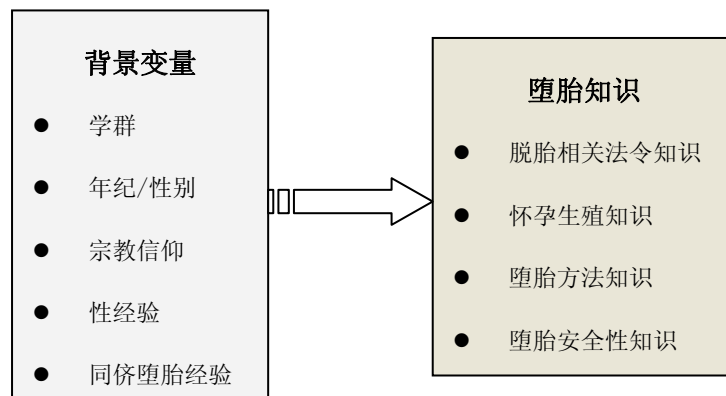 背景变量
● 学群
● 年纪/性别
● 宗教信仰
● 性经验
● 同侪堕胎经验
堕胎知识
● 脱胎相关法令知识
● 怀孕生殖知识
● 堕胎方法知识
● 堕胎安全性知识